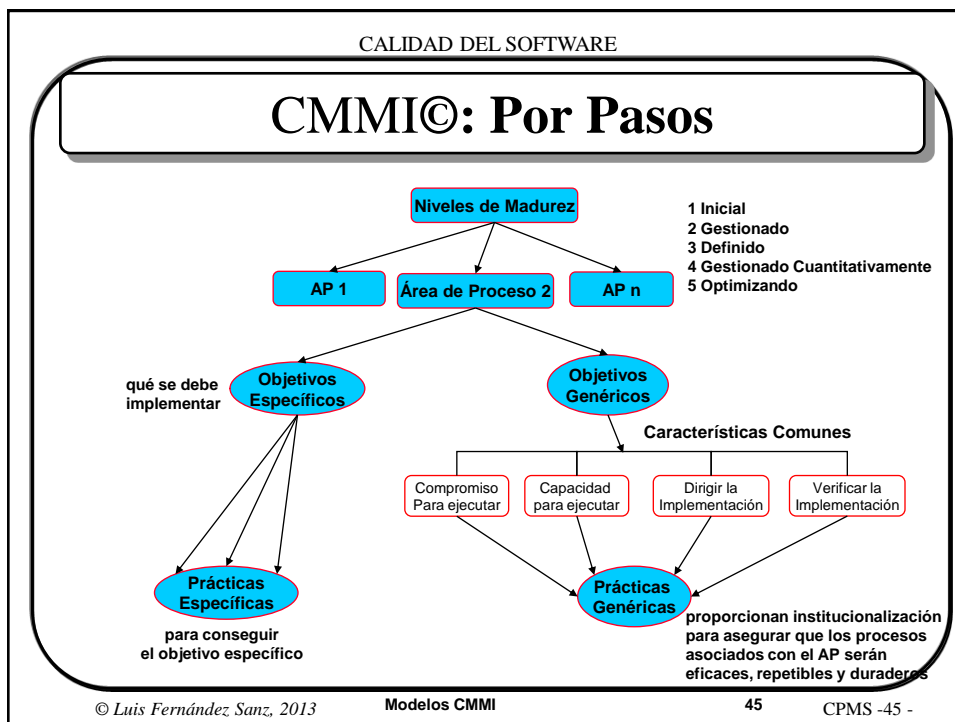 CALIDAD DEL SOFTWARE
CMMI©: Por Pasos
Niveles de Madurez
1 Inicial
2 Gestionado
3 Definido
4 Gestionado Cuantitativamente
5 Optimizando
AP 1
Área de Proceso 2
AP n
qué se debe
implementar
Objetivos
Específicos
Objetivos
Genéricos
Características Comunes
Compromiso
Para ejecutar
Capacidad
para ejecutar
Dirigir la
Implementación
Verificar la
Implementación
Prácticas
Específicas
para conseguir
el objetivo específico
Prácticas
Genéricas
proporcionan institucionalización
para asegurar que los procesos
asociados con el AP serán
eficaces, repetibles y duraderos
© Luis Fernández Sanz, 2013
Modelos CMMI
45
CPMS -45 -